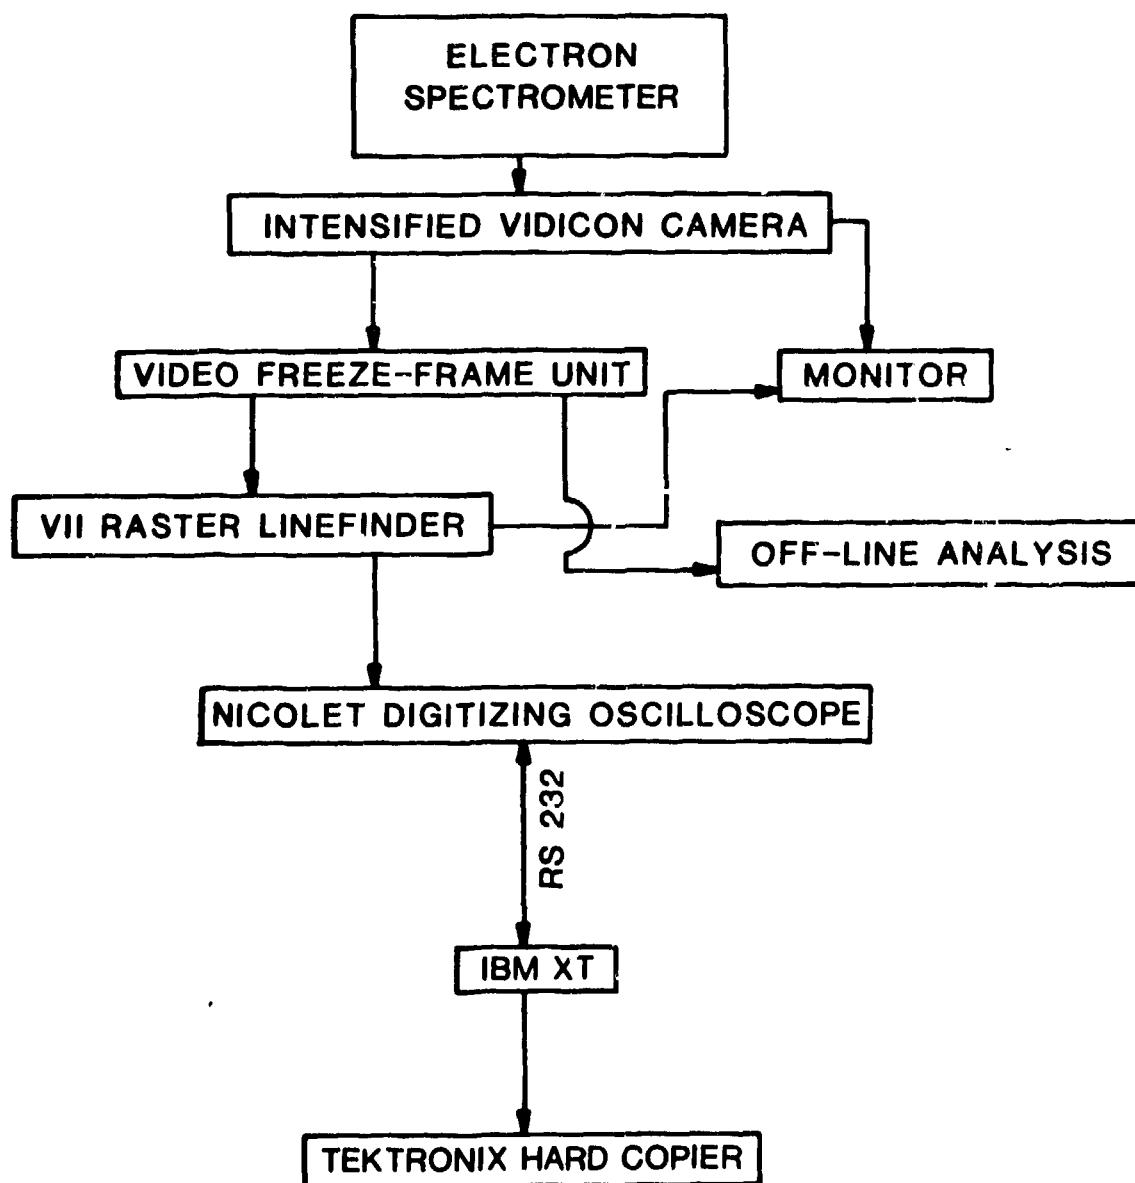 ELECTRON
SPECTROMETER
INTENSIFIED VIDICON CAMERA
VIDEO FREEZE-FRAME UNIT
MONITOR
VII RASTER LINEFINDER
OFF-LINE ANALYSIS
NICOLET DIGITIZING OSCILLOSCOPE
RS 232
IBM XT
TEKTRONIX HARD COPIER